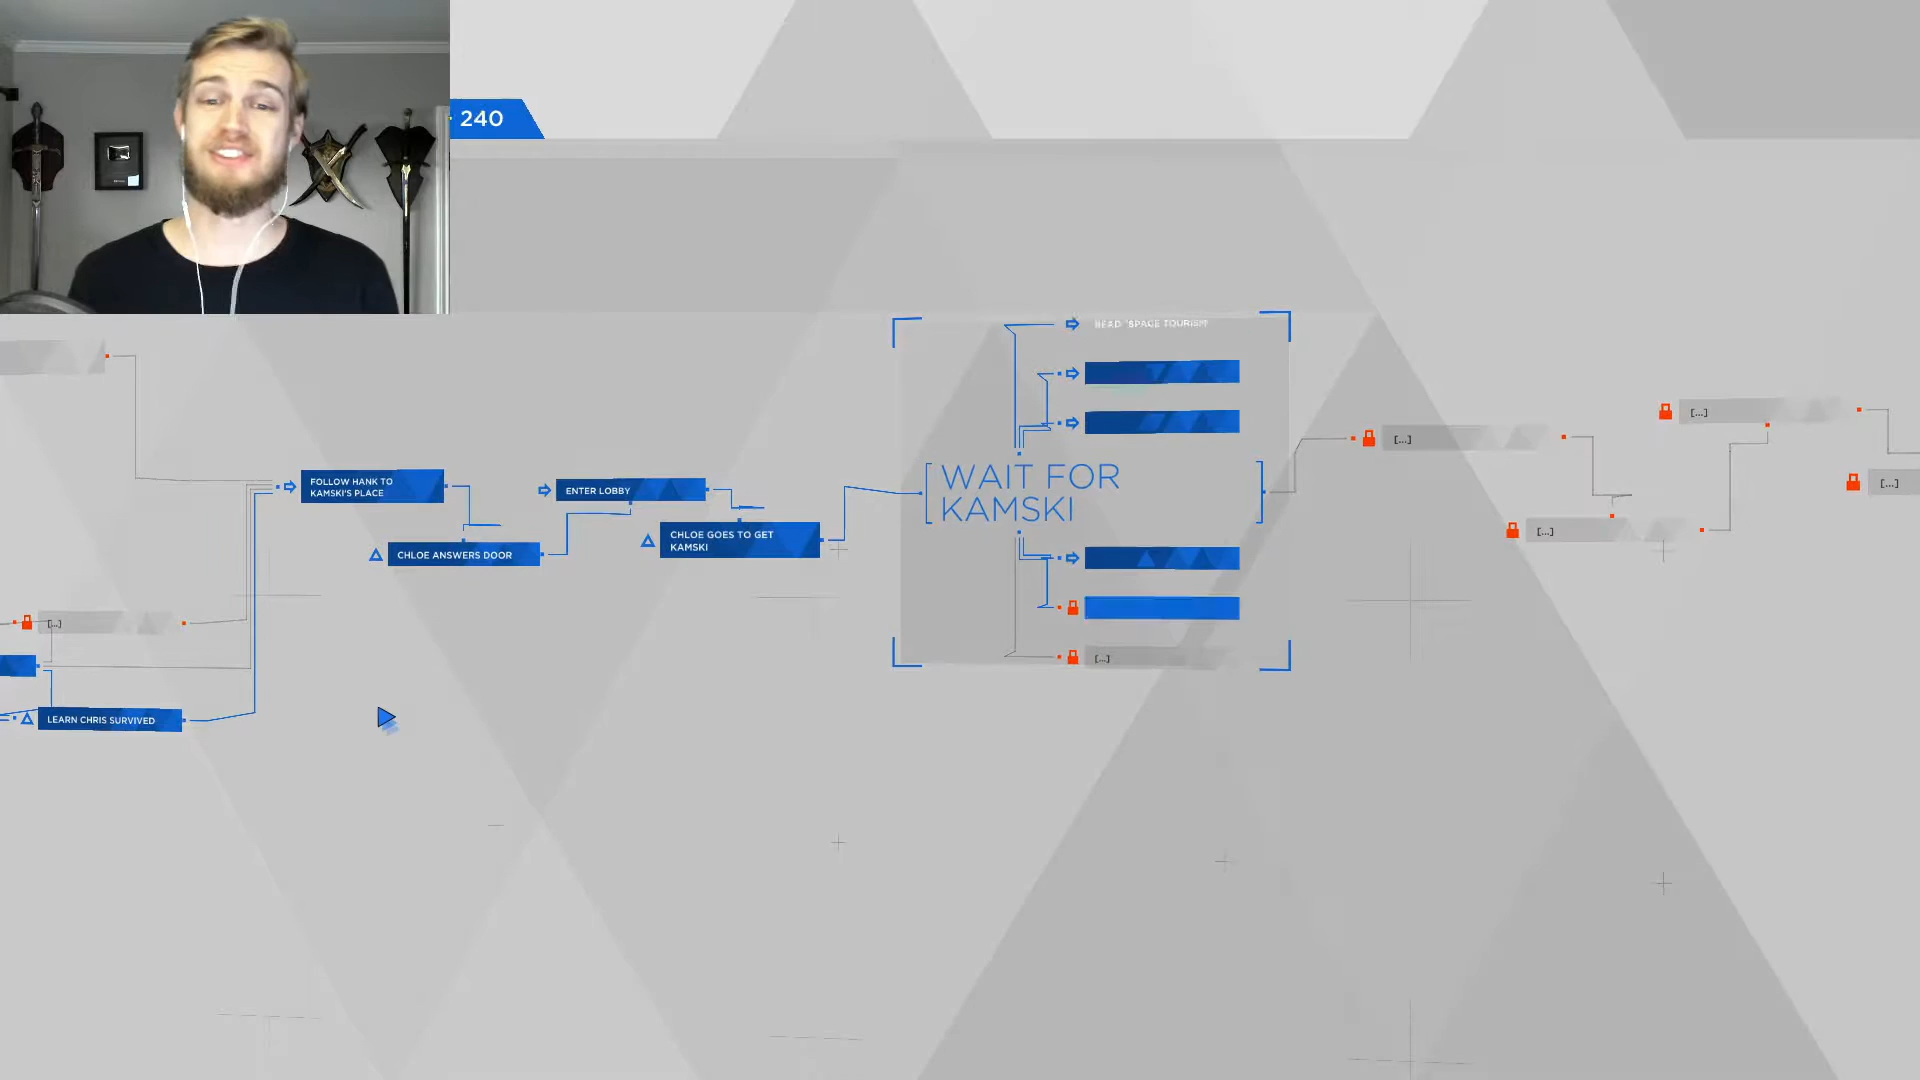 240
READ 'SPACE TOURISM'
[...]
[...]
FOLLOW HANK TO
KAMSKI'S PLACE
ENTER LOBBY
WAIT FOR
KAMSKI
[...]
CHLOE ANSWERS DOOR
CHLOE GOES TO GET
KAMSKI
[...]
[...]
[...]
LEARN CHRIS SURVIVED